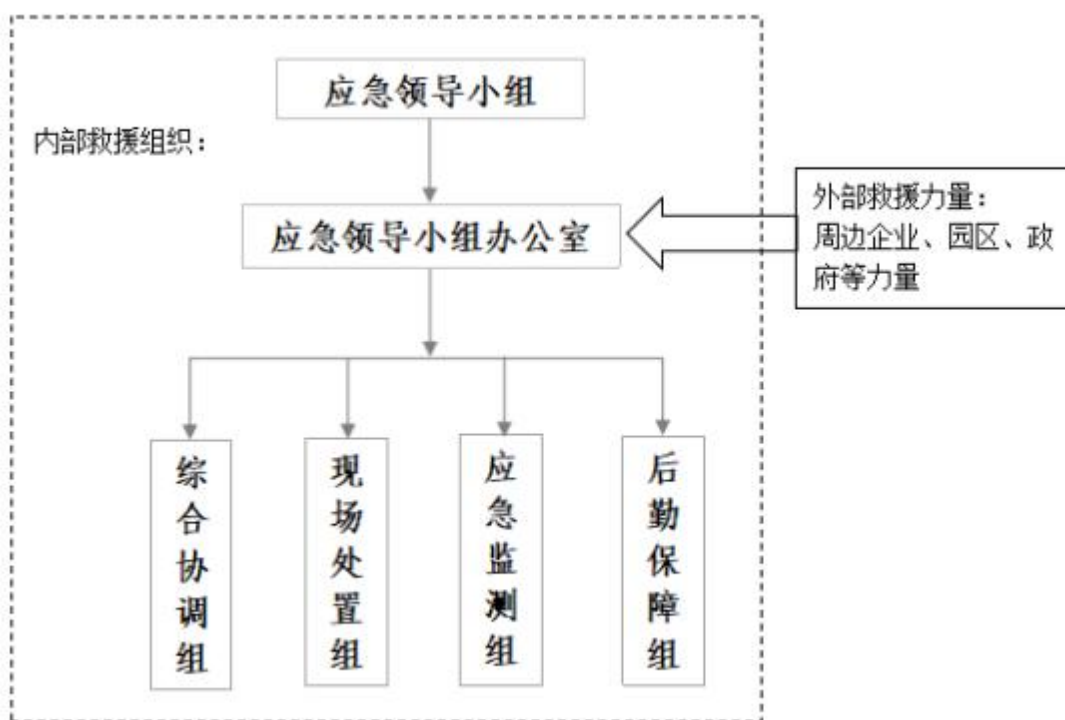 应急领导小组
内部救援组织：
应急领导小组办公室
外部救援力量：
周边企业、园区、政
府等力量
综合协调组
现场处置组
应急监测组
后勤保障组